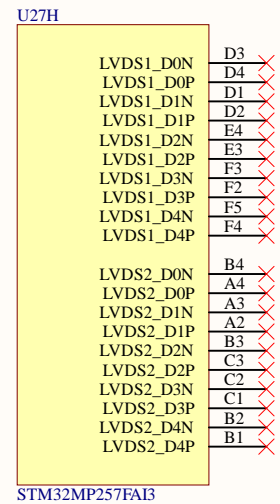 U27H
LVDS1_D0N D3
LVDS1_D0P D4
LVDS1_D1N D1
LVDS1_D1P D2
LVDS1_D2N E4
LVDS1_D2P E3
LVDS1_D3N F3
LVDS1_D3P F2
LVDS1_D4N F5
LVDS1_D4P F4
LVDS2_D0N B4
LVDS2_D0P A4
LVDS2_D1N A3
LVDS2_D1P A2
LVDS2_D2N B3
LVDS2_D2P C3
LVDS2_D3N C2
LVDS2_D3P C1
LVDS2_D4N B2
LVDS2_D4P B1
STM32MP257FAI3